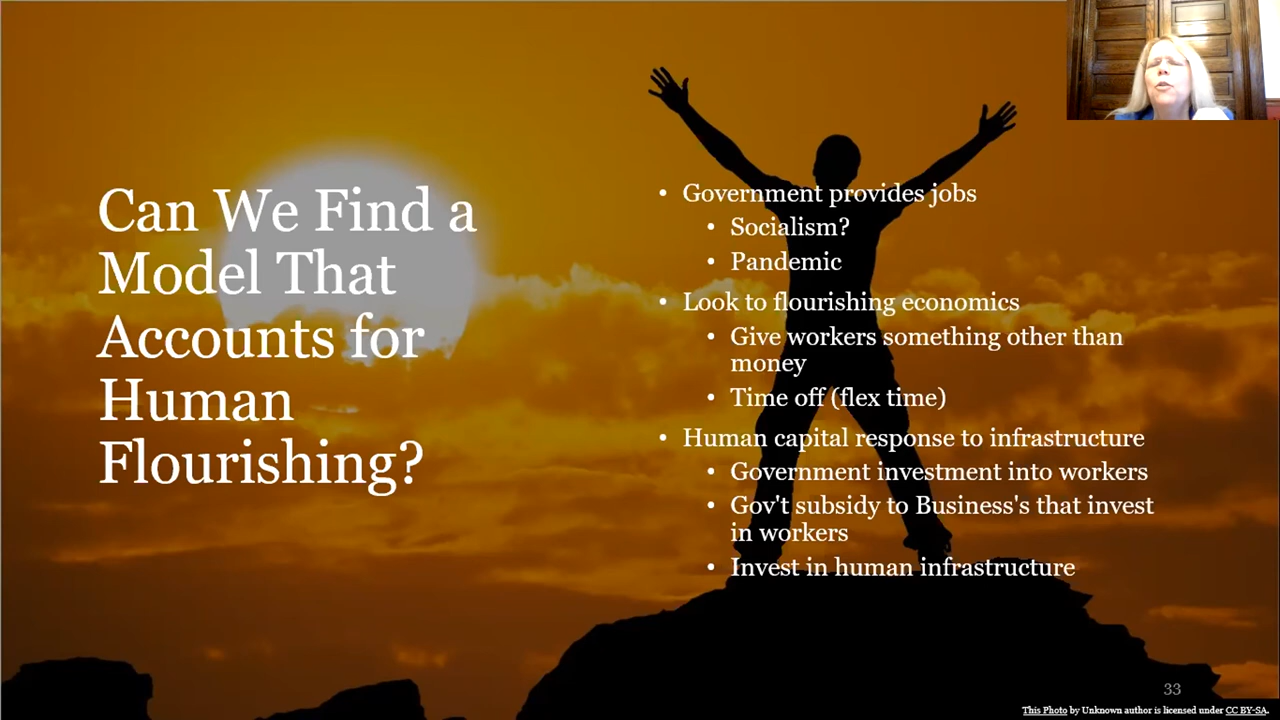 Can We Find a
Model That
Accounts for
Human
Flourishing?
• Government provides jobs
• Socialism?
• Pandemic
• Look to flourishing economics
• Give workers something other than
money
• Time off (flex time)
• Human capital response to infrastructure
• Government investment into workers
• Gov't subsidy to Business's that invest
in workers
• Invest in human infrastructure
33
This Photo by Unknown author is licensed under CC BY-SA.